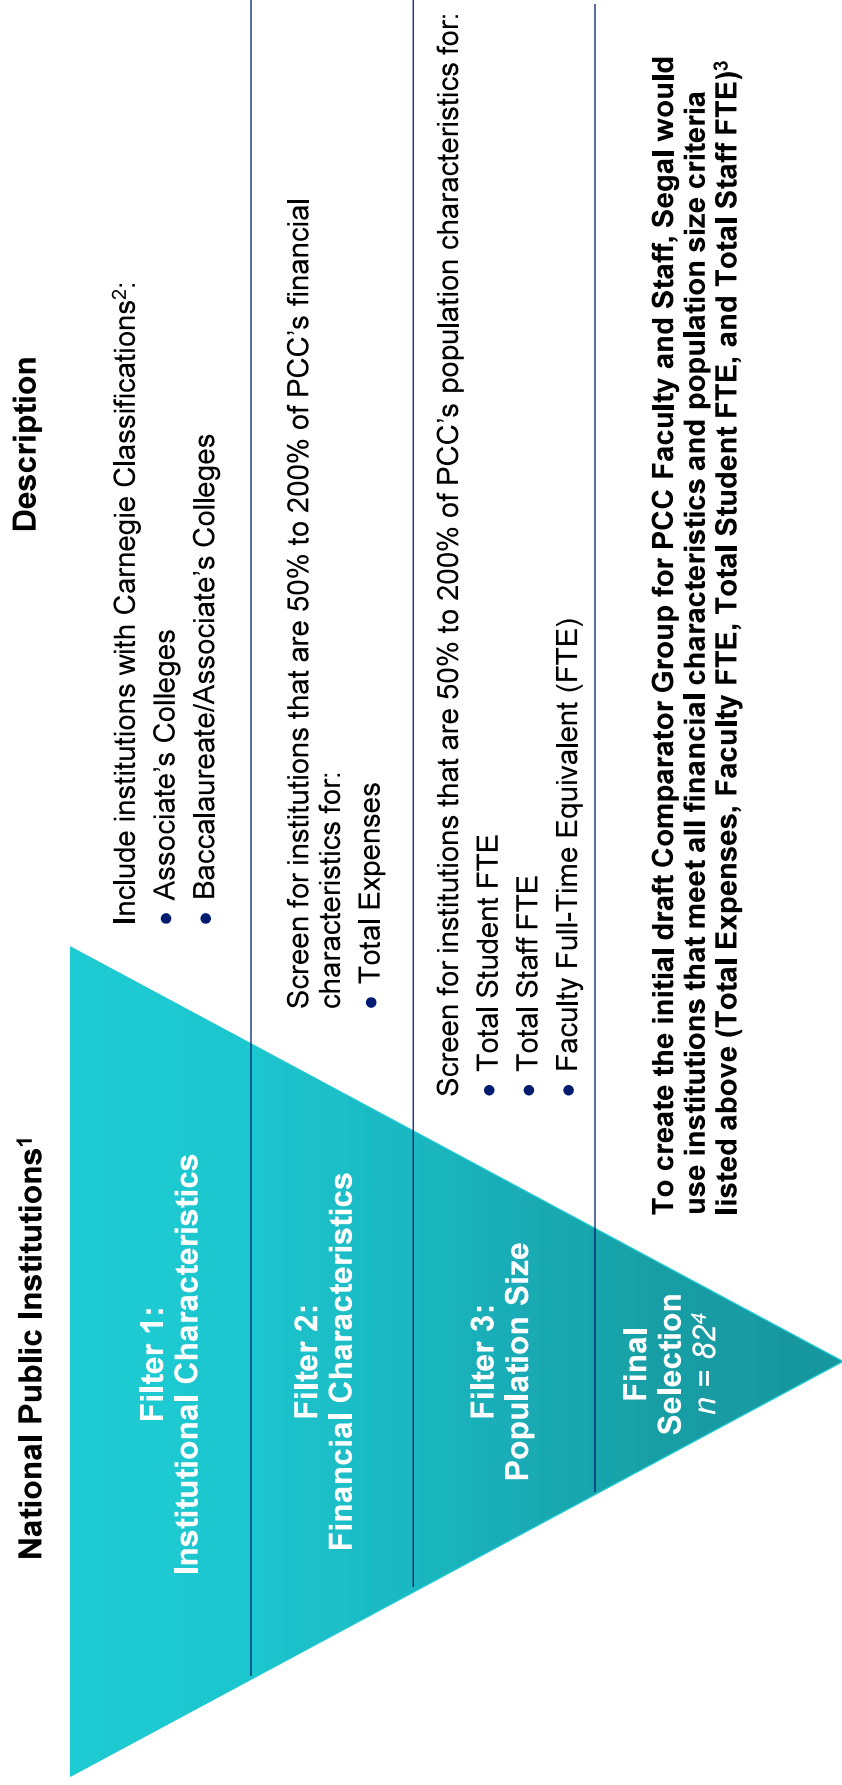 National Public Institutions¹
Description
Filter 1:
Institutional Characteristics
Include institutions with Carnegie Classifications²:
• Associate's Colleges
• Baccalaureate/Associate's Colleges
Filter 2:
Financial Characteristics
Screen for institutions that are 50% to 200% of PCC's financial
characteristics for:
• Total Expenses
Filter 3:
Population Size
Screen for institutions that are 50% to 200% of PCC's population characteristics for:
• Total Student FTE
• Total Staff FTE
• Faculty Full-Time Equivalent (FTE)
Final
Selection
n = 82⁴
To create the initial draft Comparator Group for PCC Faculty and Staff, Segal would
use institutions that meet all financial characteristics and population size criteria
listed above (Total Expenses, Faculty FTE, Total Student FTE, and Total Staff FTE)³